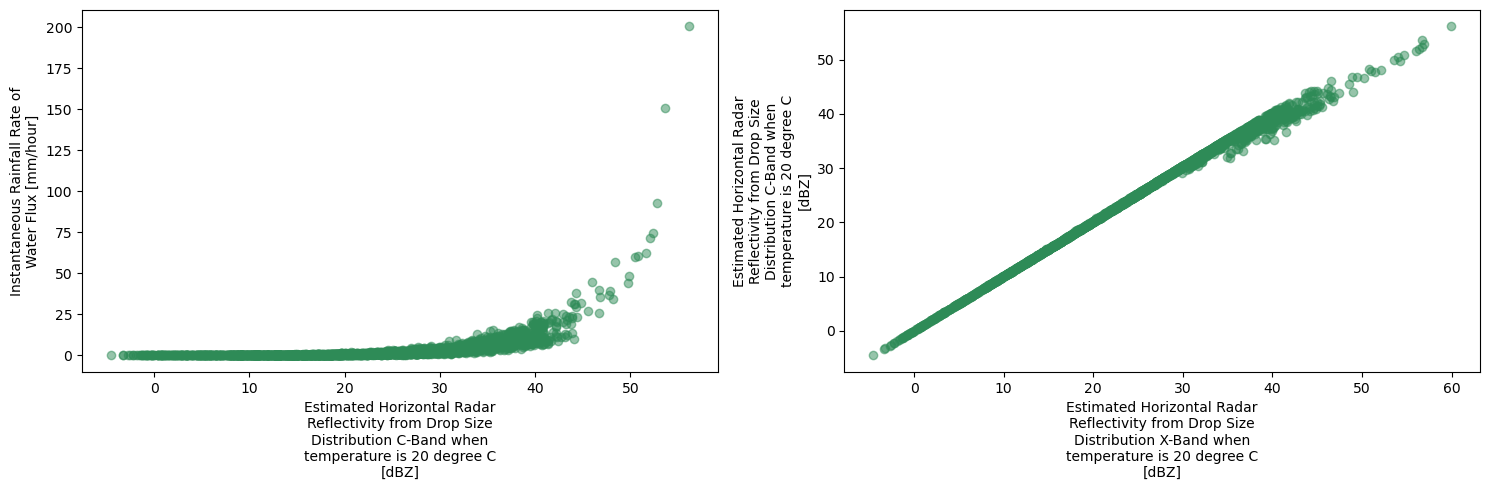 200
175
150
125
100
75
50
25
0
Instantaneous Rainfall Rate of
Water Flux [mm/hour]
0 10 20 30 40 50
Estimated Horizontal Radar
Reflectivity from Drop Size
Distribution C-Band when
temperature is 20 degree C
[dBZ]
50
40
30
20
10
0
Estimated Horizontal Radar
Reflectivity from Drop Size
Distribution C-Band when
temperature is 20 degree C
[dBZ]
0 10 20 30 40 50 60
Estimated Horizontal Radar
Reflectivity from Drop Size
Distribution X-Band when
temperature is 20 degree C
[dBZ]